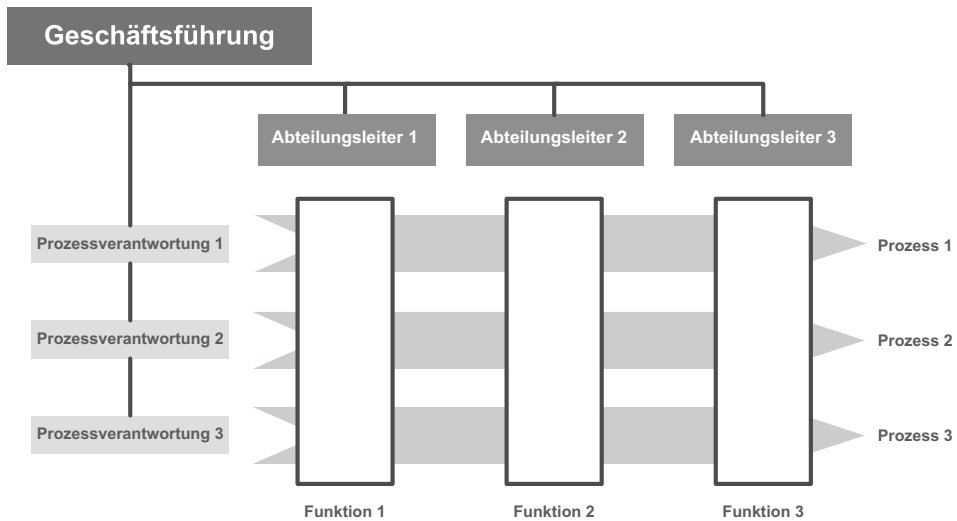 Geschäftsführung
Abteilungsleiter 1
Abteilungsleiter 2
Abteilungsleiter 3
Prozessverantwortung 1
Prozess 1
Prozessverantwortung 2
Prozess 2
Prozessverantwortung 3
Prozess 3
Funktion 1
Funktion 2
Funktion 3